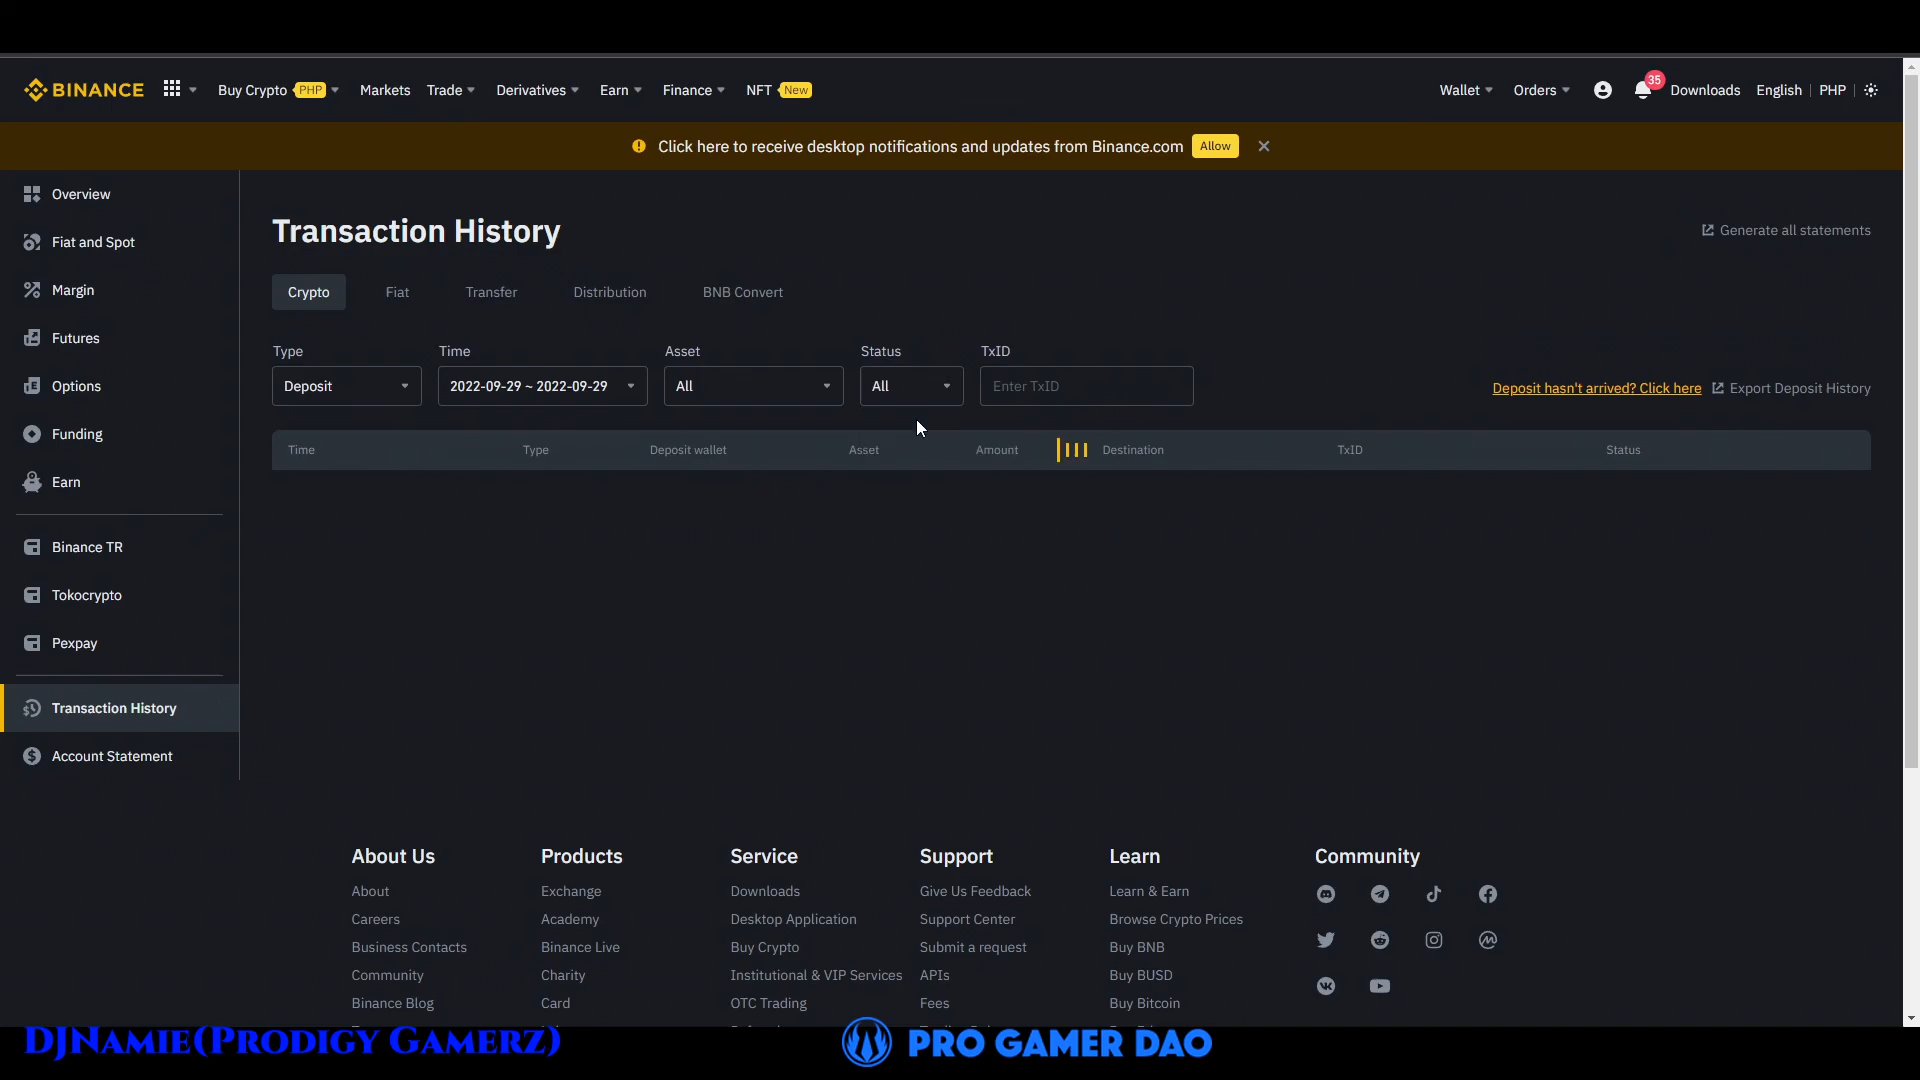 BINANCE
Buy Crypto PHP Markets Trade Derivatives Earn Finance NFT New
Wallet Orders 35 Downloads English | PHP
Click here to receive desktop notifications and updates from Binance.com Allow
Overview
Fiat and Spot
Margin
Futures
Options
Funding
Earn
Binance TR
Tokocrypto
Pexpay
Transaction History
Account Statement
Transaction History
Generate all statements
Crypto Fiat Transfer Distribution BNB Convert
Type Time Asset Status TxID
Deposit 2022-09-29 ~ 2022-09-29 All All Enter TxID
Deposit hasn't arrived? Click here Export Deposit History
Time Type Deposit wallet Asset Amount Destination TxID Status
About Us
About
Careers
Business Contacts
Community
Binance Blog
Products
Exchange
Academy
Binance Live
Charity
Card
Service
Downloads
Desktop Application
Buy Crypto
Institutional & VIP Services
OTC Trading
Support
Give Us Feedback
Support Center
Submit a request
APIs
Fees
Learn
Learn & Earn
Browse Crypto Prices
Buy BNB
Buy BUSD
Buy Bitcoin
Community
DJNamie(Prodigy Gamerz)
PRO GAMER DAO